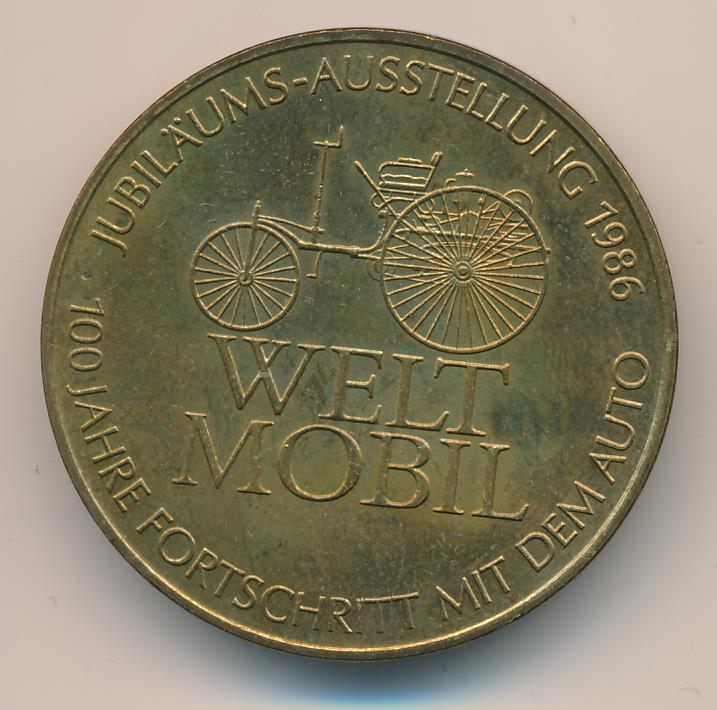 JUBILÄUMS-AUSSTELLUNG 1986
WELT
MOBIL
100 JAHRE FORTSCHRITT MIT DEM AUTO